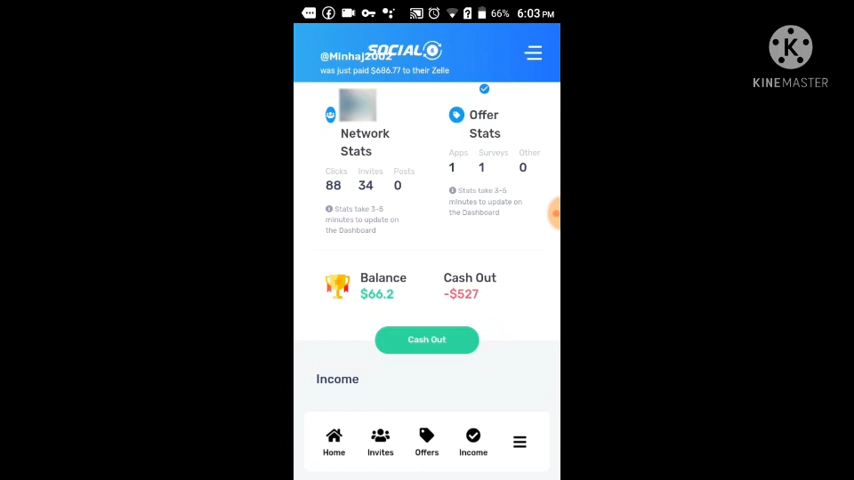 66% 6:03 PM
SOCIAL
@Minhaj2002
was just paid $686.77 to their Zelle
K
KINEMASTER
Network
Stats
Clicks Invites Posts
88 34 0
Stats take 3-5
minutes to update on
the Dashboard
Offer
Stats
Apps Surveys Other
1 1 0
Stats take 3-5
minutes to update on
the Dashboard
Balance
$66.2
Cash Out
-$527
Cash Out
Income
Home Invites Offers Income